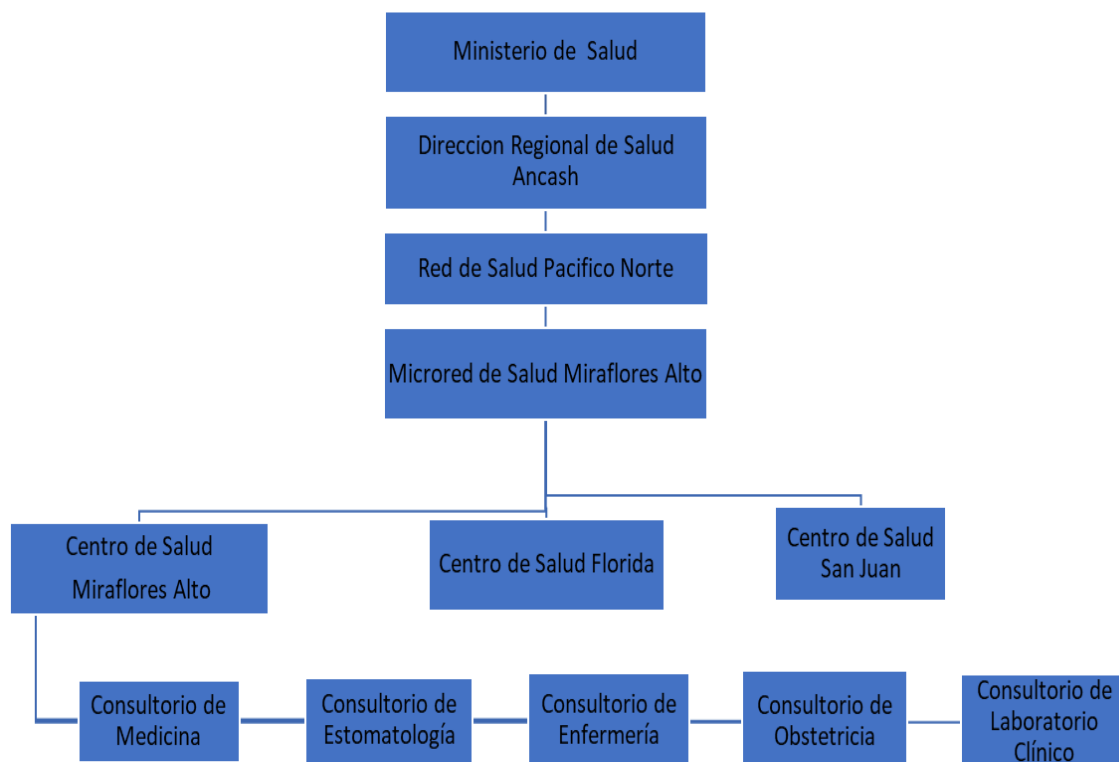 Ministerio de Salud
Direccion Regional de Salud
Ancash
Red de Salud Pacifico Norte
Microred de Salud Miraflores Alto
Centro de Salud
Miraflores Alto
Centro de Salud Florida
Centro de Salud
San Juan
Consultorio de
Medicina
Consultorio de
Estomatología
Consultorio de
Enfermería
Consultorio de
Obstetricia
Consultorio de
Laboratorio
Clínico